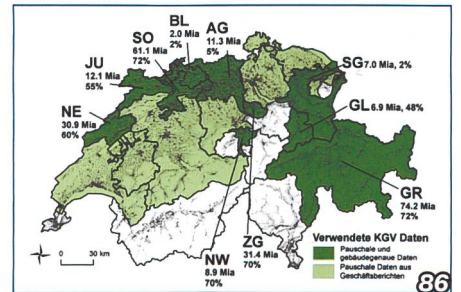 BL
2.0 Mia
2%
AG
11.3 Mia
5%
SO
61.1 Mia
72%
JU
12.1 Mia
55%
SG 7.0 Mia, 2%
GL 6.9 Mia, 48%
NE
30.9 Mia
60%
GR
74.2 Mia
72%
ZG
31.4 Mia
70%
NW
8.9 Mia
70%
Verwendete KGV Daten
Pauschale und
gebäudegenaue Daten
Pauschale Daten aus
Geschäftsberichten
0 30 km
86